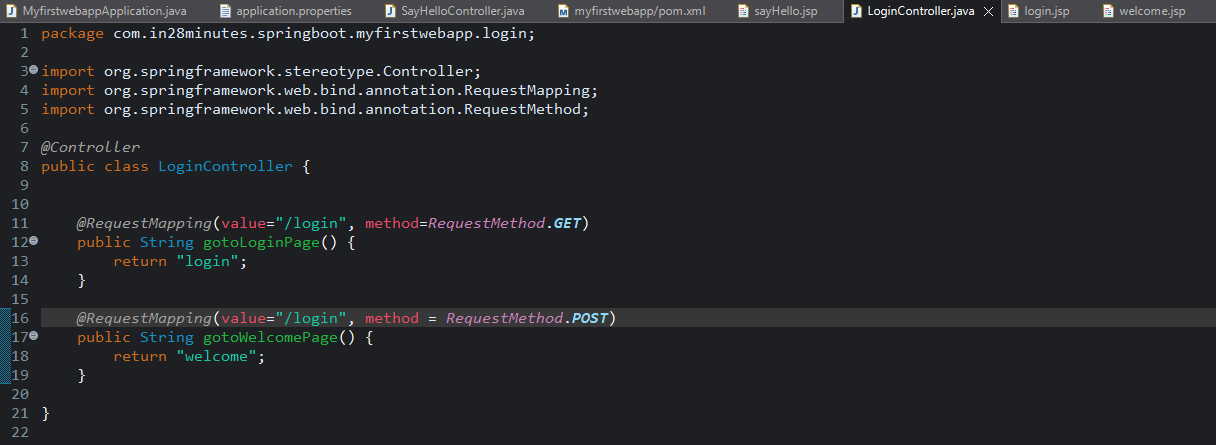 MyfirstwebappApplication.java application.properties SayHelloController.java myfirstwebapp/pom.xml sayHello.jsp LoginController.java login.jsp welcome.jsp
1 package com.in28minutes.springboot.myfirstwebapp.login;
2
3 import org.springframework.stereotype.Controller;
4 import org.springframework.web.bind.annotation.RequestMapping;
5 import org.springframework.web.bind.annotation.RequestMethod;
6
7 @Controller
8 public class LoginController {
9
10
11     @RequestMapping(value="/login", method=RequestMethod.GET)
12     public String gotoLoginPage() {
13         return "login";
14     }
15
16     @RequestMapping(value="/login", method = RequestMethod.POST)
17     public String gotoWelcomePage() {
18         return "welcome";
19     }
20
21 }
22